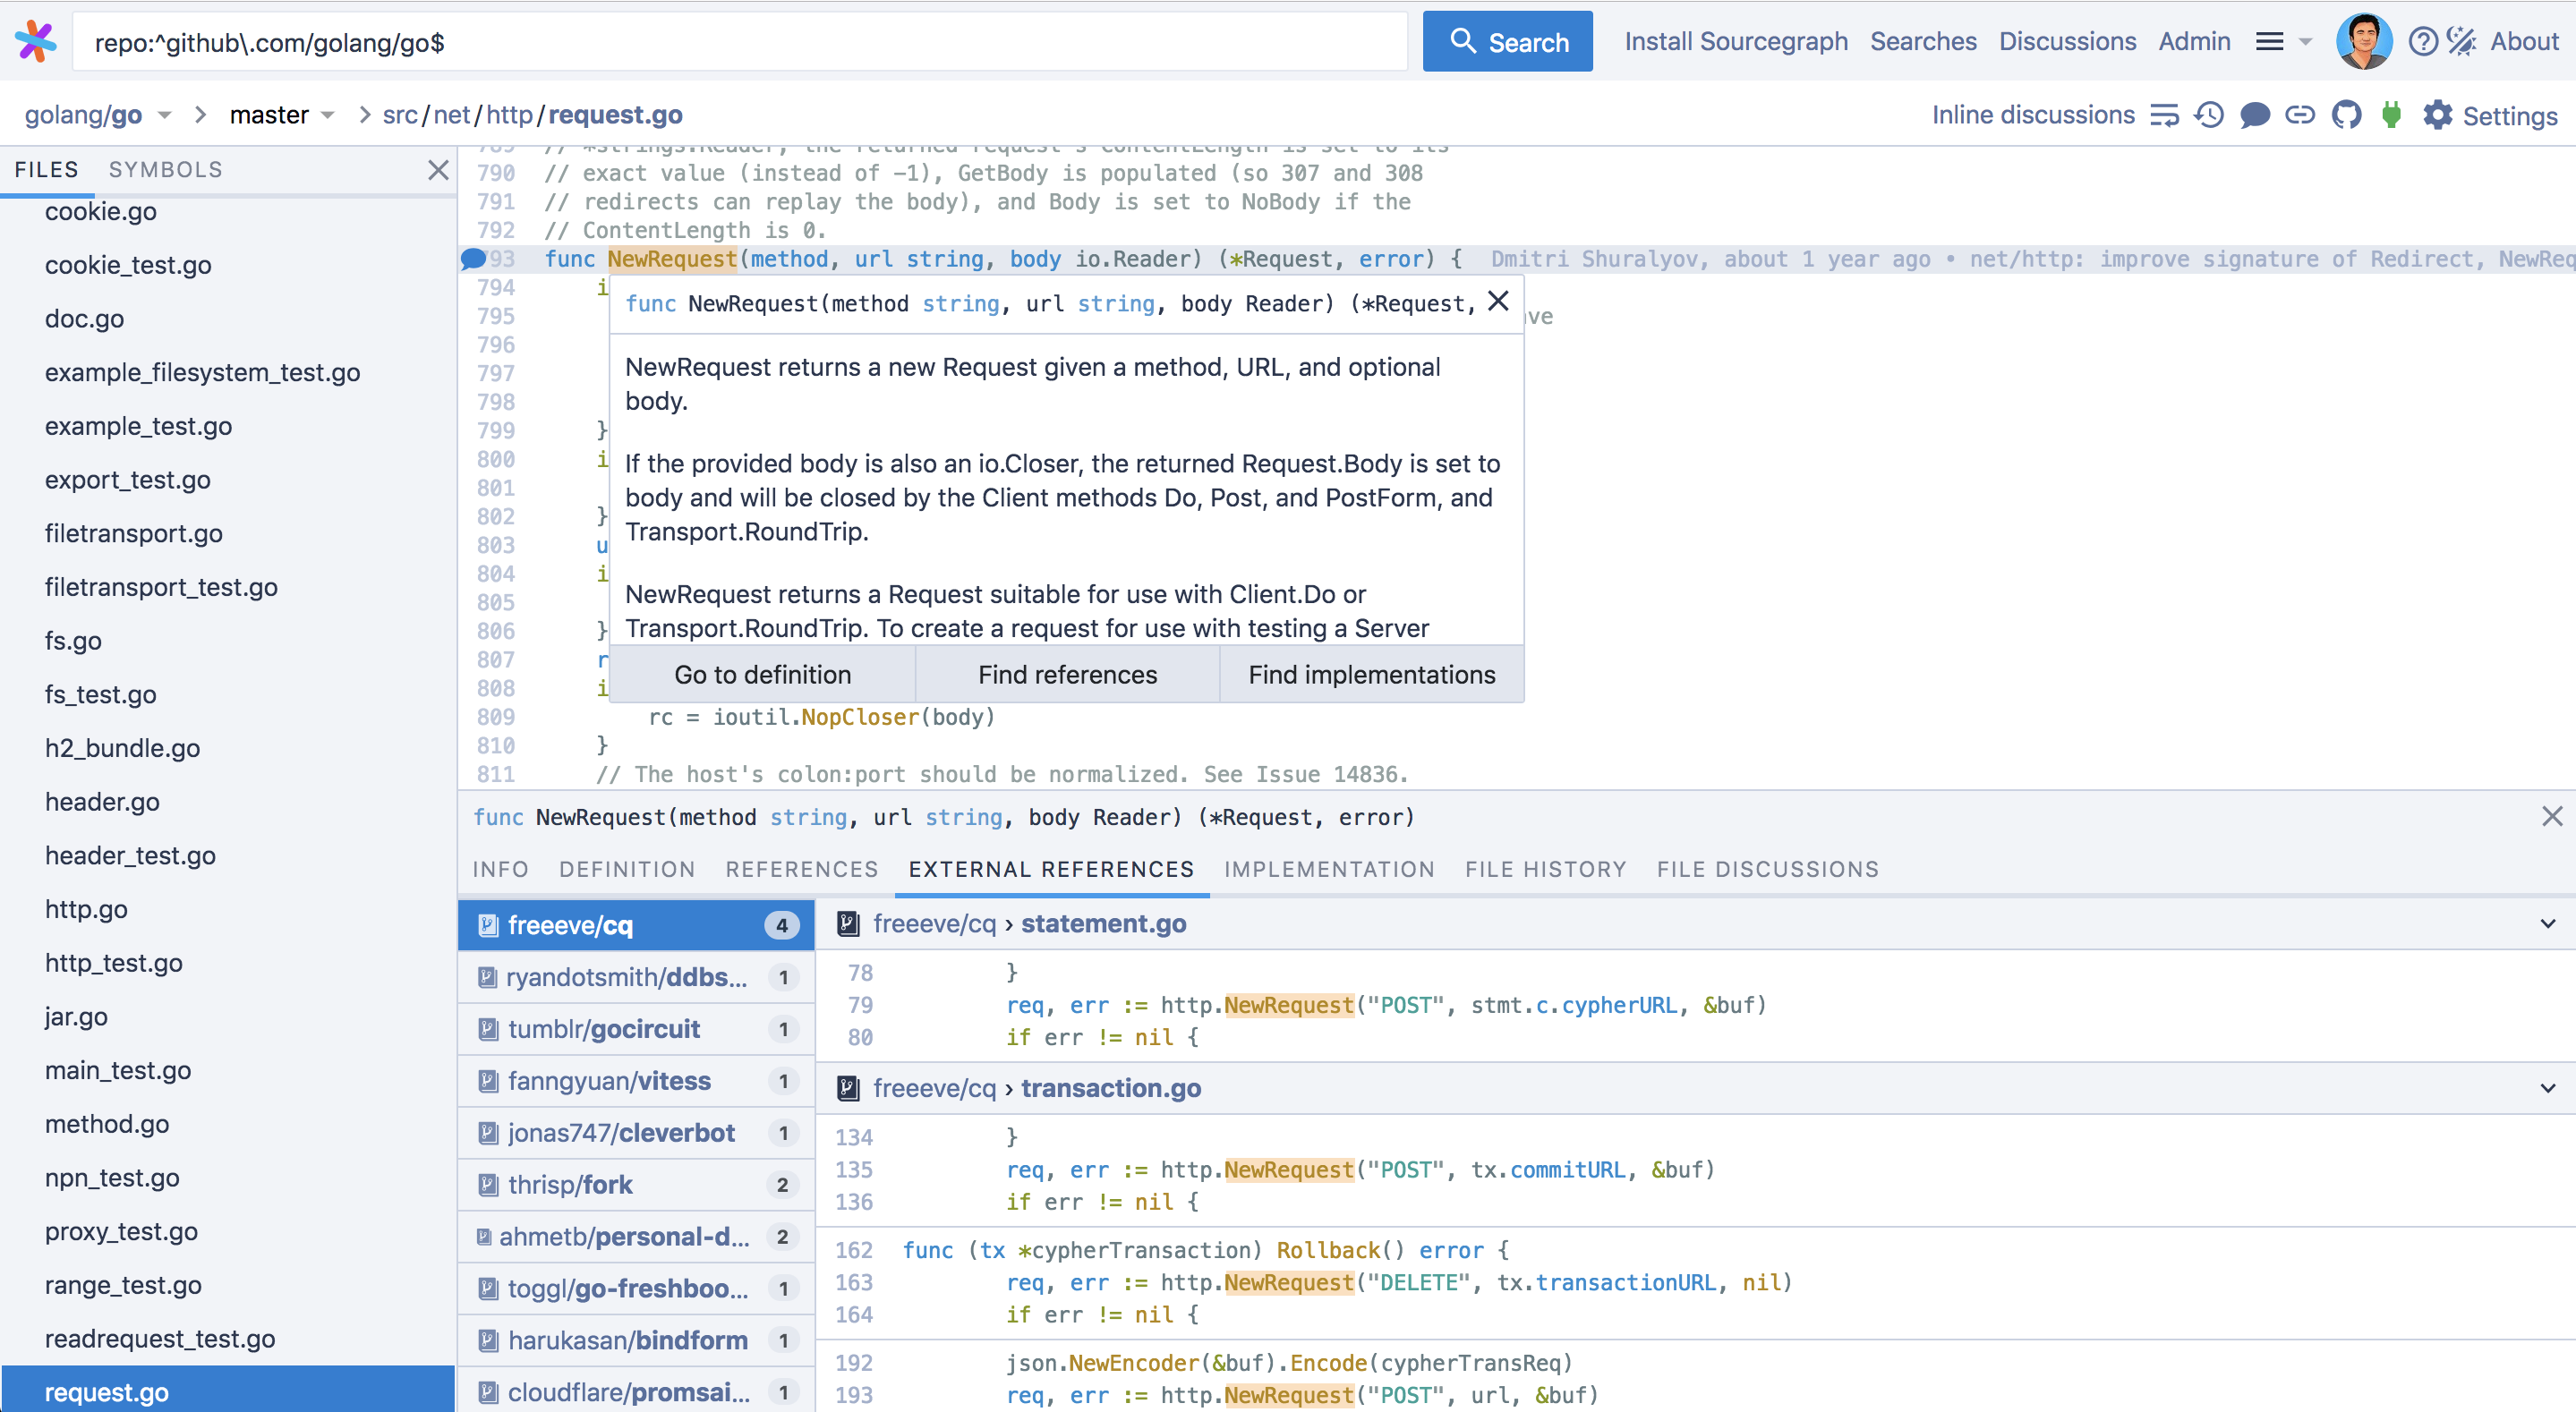 repo:^github\.com/golang/go$
Search
Install Sourcegraph
Searches
Discussions
Admin
About
golang/go
master
src/net/http/request.go
Inline discussions
Settings
FILES
SYMBOLS
cookie.go
cookie_test.go
doc.go
example_filesystem_test.go
example_test.go
export_test.go
filetransport.go
filetransport_test.go
fs.go
fs_test.go
h2_bundle.go
header.go
header_test.go
http.go
http_test.go
jar.go
main_test.go
method.go
npn_test.go
proxy_test.go
range_test.go
readrequest_test.go
request.go
789 // *strings.Reader, the returned request's ContentLength is set to its
790 // exact value (instead of -1), GetBody is populated (so 307 and 308
791 // redirects can replay the body), and Body is set to NoBody if the
792 // ContentLength is 0.
793 func NewRequest(method, url string, body io.Reader) (*Request, error) { Dmitri Shuralyov, about 1 year ago • net/http: improve signature of Redirect, NewReq
794 i
795 ve
796
797
798
799 }
800 i
801
802 }
803 u
804 i
805
806 }
807 r
808 i
809 rc = ioutil.NopCloser(body)
810 }
811 // The host's colon:port should be normalized. See Issue 14836.
func NewRequest(method string, url string, body Reader) (*Request,
NewRequest returns a new Request given a method, URL, and optional
body.
If the provided body is also an io.Closer, the returned Request.Body is set to
body and will be closed by the Client methods Do, Post, and PostForm, and
Transport.RoundTrip.
NewRequest returns a Request suitable for use with Client.Do or
Transport.RoundTrip. To create a request for use with testing a Server
Go to definition
Find references
Find implementations
func NewRequest(method string, url string, body Reader) (*Request, error)
INFO
DEFINITION
REFERENCES
EXTERNAL REFERENCES
IMPLEMENTATION
FILE HISTORY
FILE DISCUSSIONS
freeeve/cq 4
ryandotsmith/ddbs... 1
tumblr/gocircuit 1
fanngyuan/vitess 1
jonas747/cleverbot 1
thrisp/fork 2
ahmetb/personal-d... 2
toggl/go-freshboo... 1
harukasan/bindform 1
cloudflare/promsai... 1
freeeve/cq › statement.go
78 }
79 req, err := http.NewRequest("POST", stmt.c.cypherURL, &buf)
80 if err != nil {
freeeve/cq › transaction.go
134 }
135 req, err := http.NewRequest("POST", tx.commitURL, &buf)
136 if err != nil {
162 func (tx *cypherTransaction) Rollback() error {
163 req, err := http.NewRequest("DELETE", tx.transactionURL, nil)
164 if err != nil {
192 json.NewEncoder(&buf).Encode(cypherTransReq)
193 req, err := http.NewRequest("POST", url, &buf)